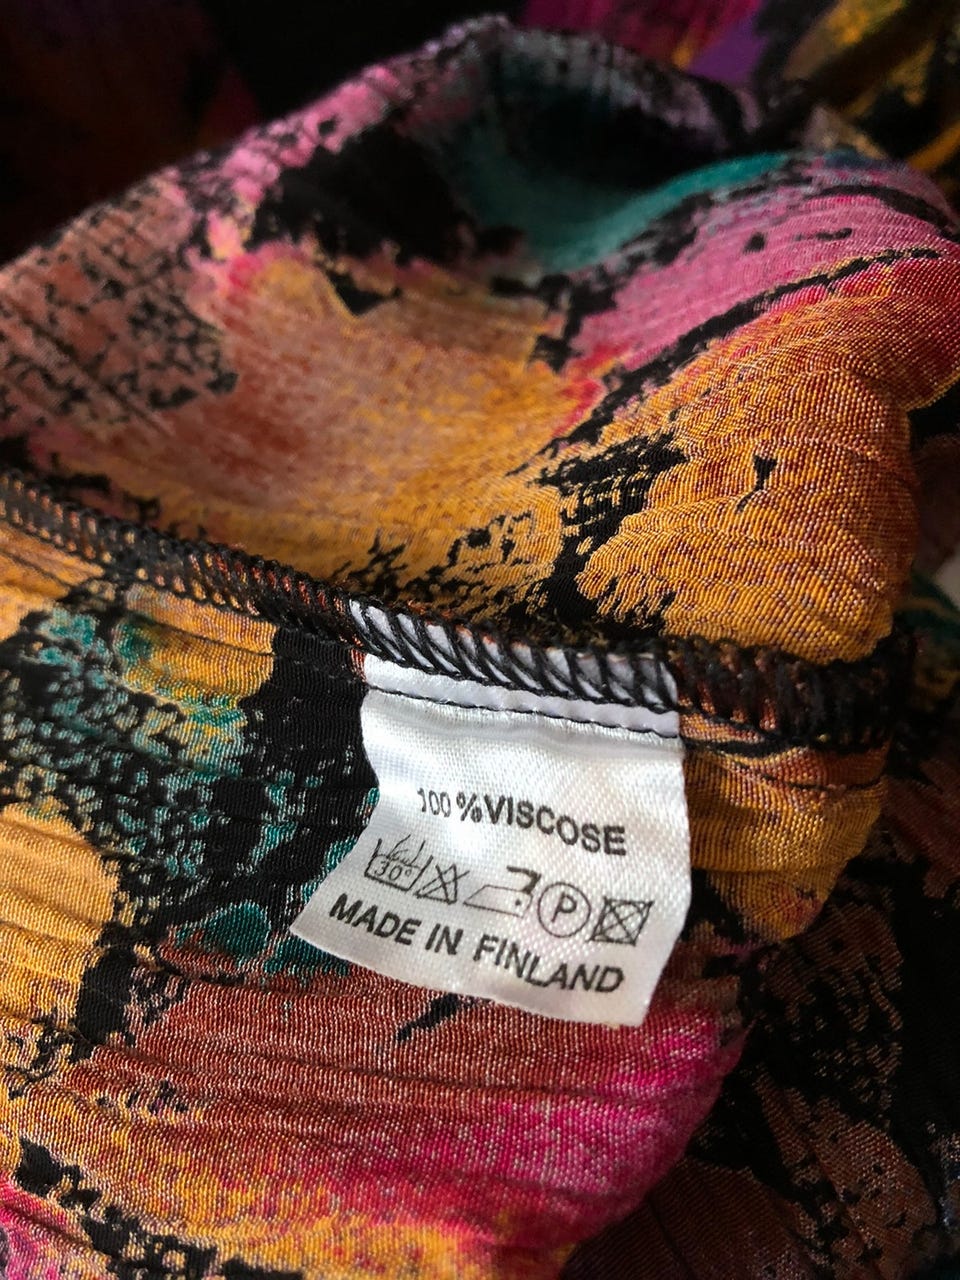 100 % VISCOSE
30° P
MADE IN FINLAND